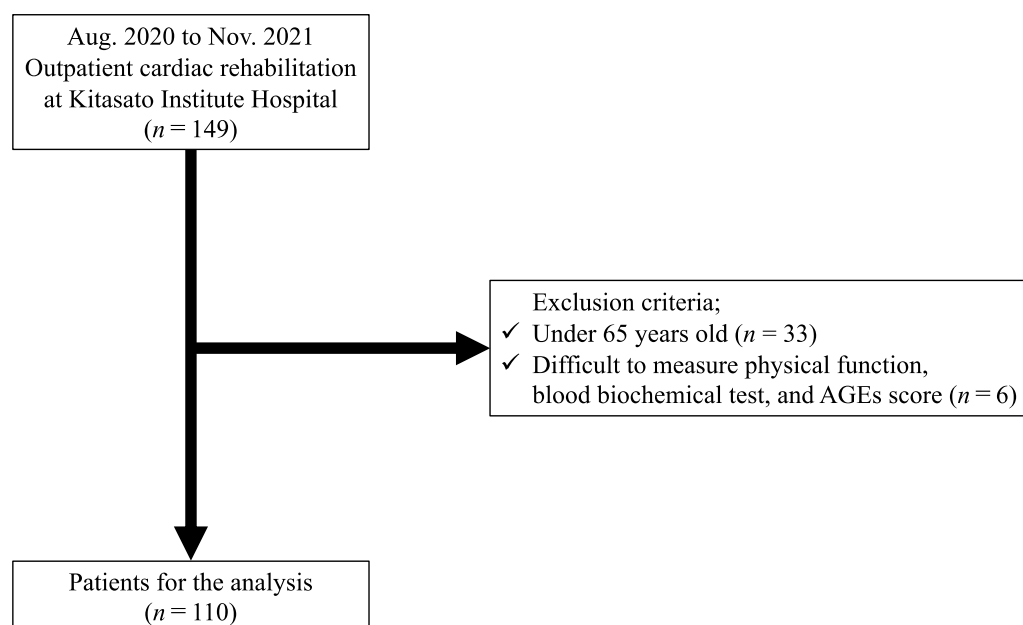 Aug. 2020 to Nov. 2021
Outpatient cardiac rehabilitation
at Kitasato Institute Hospital
(n = 149)
Exclusion criteria;
✓ Under 65 years old (n = 33)
✓ Difficult to measure physical function,
blood biochemical test, and AGEs score (n = 6)
Patients for the analysis
(n = 110)